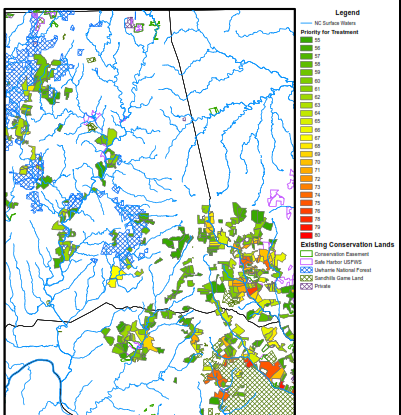 Legend
NC Surface Waters
Priority for Treatment
55
56
57
58
59
60
61
62
63
64
65
66
67
68
69
70
71
72
73
74
75
76
78
79
80
Existing Conservation Lands
Conservation Easement
Safe Harbor USFWS
Uwharrie National Forest
Sandhills Game Land
Private